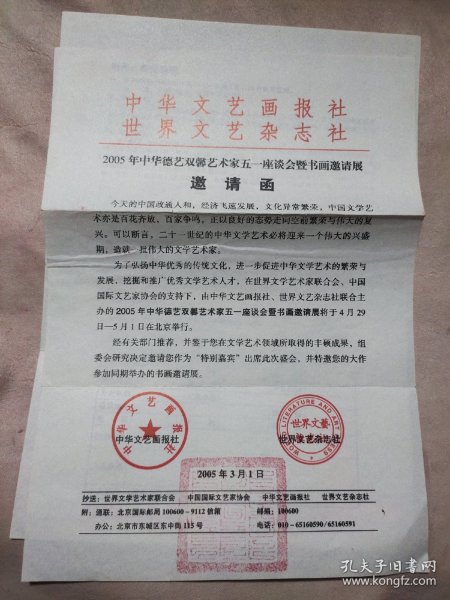 中华文艺画报社
世界文艺杂志社
2005年中华德艺双馨艺术家五一座谈会暨书画邀请展
邀请函
今天的中国政通人和，经济飞速发展，文化异常繁荣，中国文学艺
术亦是百花齐放，百家争鸣，正以良好的态势走向空前繁荣与伟大的复
兴。可以断言，二十一世纪的中华文学艺术必将迎来一个伟大的兴盛
期，造就一批伟大的文学艺术家。
为了弘扬中华优秀的传统文化，进一步促进中华文学艺术的繁荣与
发展，挖掘和推广优秀文学艺术人才，在世界文学艺术家联合会、中国
国际文艺家协会的支持下，由中华文艺画报社、世界文艺杂志社联合主
办的2005年中华德艺双馨艺术家五一座谈会暨书画邀请展将于4月29
日—5月1日在北京举行。
经有关部门推荐，并鉴于您在文学艺术领域所取得的丰硕成果，组
委会研究决定邀请您作为“特别嘉宾”出席此次盛会，并特邀您的大作
参加同期举办的书画邀请展。
中华文艺画报社
中华文艺画报社
WORLD LITERATURE AND ART
世界文藝
世界文艺杂志社
2005年3月1日
抄送：世界文学艺术家联合会 中国国际文艺家协会 中华文艺画报社 世界文艺杂志社
附：通联：北京国际邮局100600－9112信箱 邮编：100600
办公：北京市东城区东中街115号 电话：010－65160590/65160591
孔夫子旧书网
www.kongfz.com